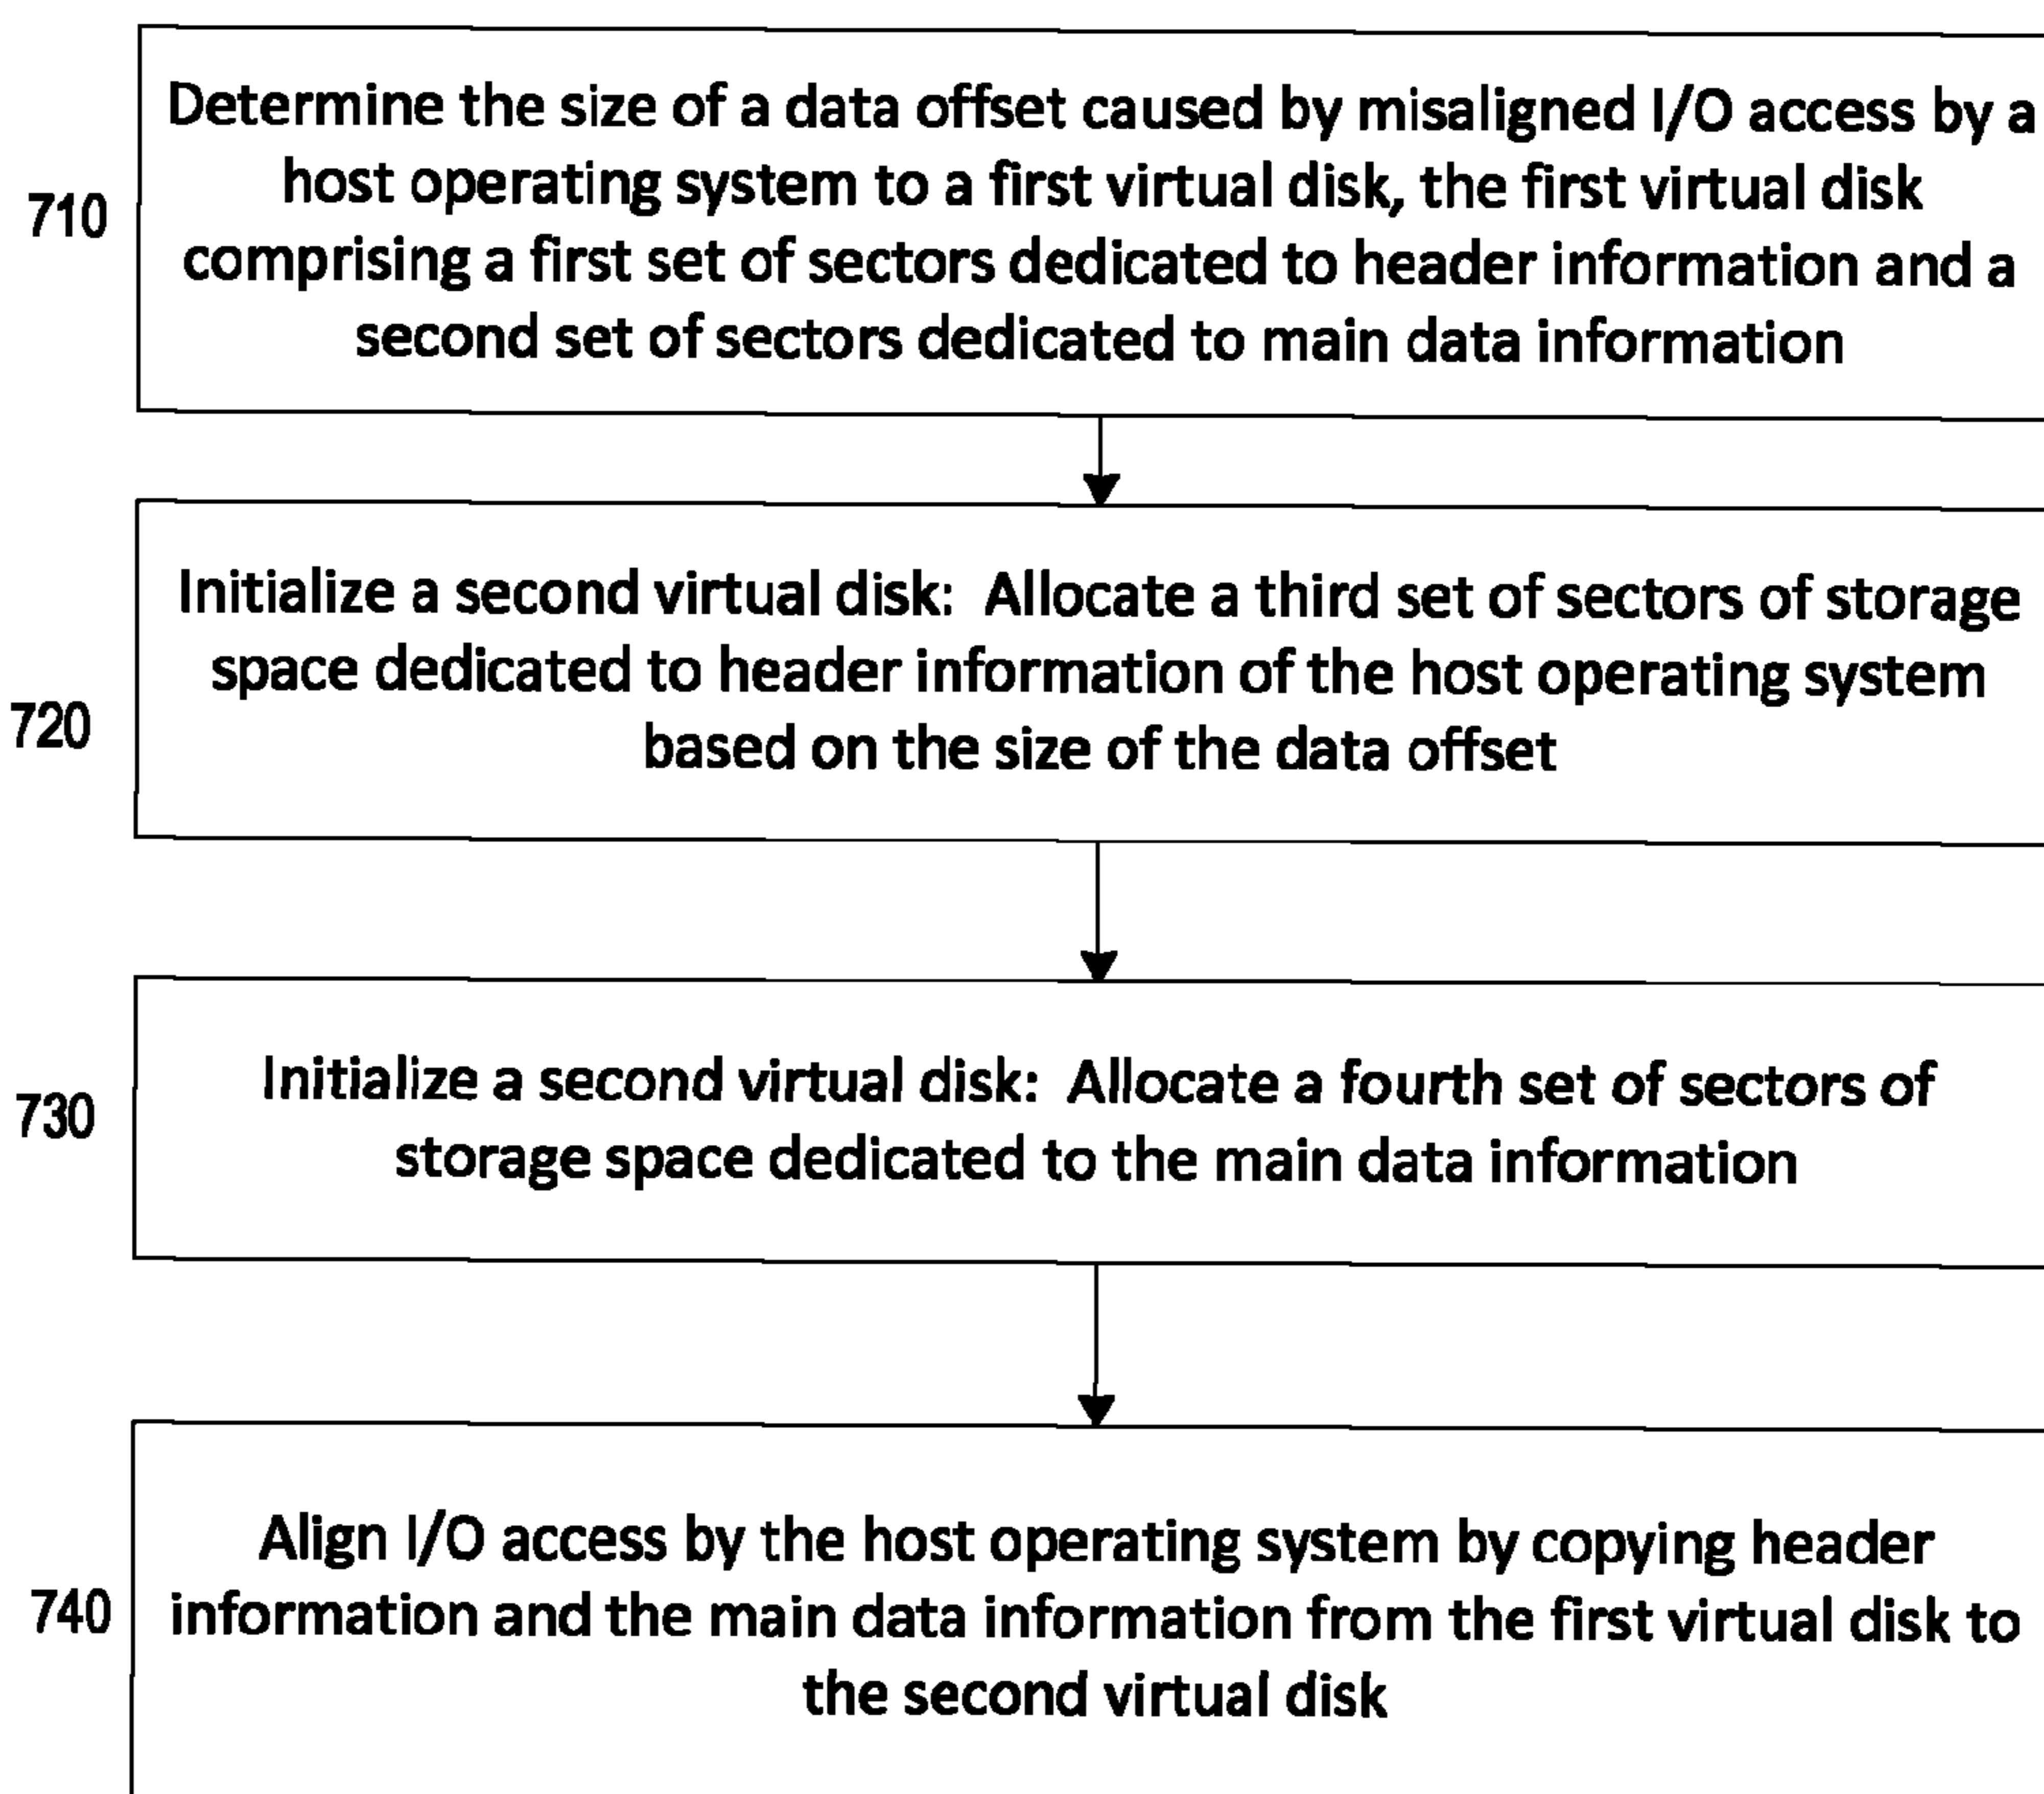 Determine the size of a data offset caused by misaligned I/O access by a
host operating system to a first virtual disk, the first virtual disk
710
comprising a first set of sectors dedicated to header information and a
second set of sectors dedicated to main data information
Initialize a second virtual disk:  Allocate a third set of sectors of storage
space dedicated to header information of the host operating system
720
based on the size of the data offset
Initialize a second virtual disk:  Allocate a fourth set of sectors of
730
storage space dedicated to the main data information
Align I/O access by the host operating system by copying header
740
information and the main data information from the first virtual disk to
the second virtual disk